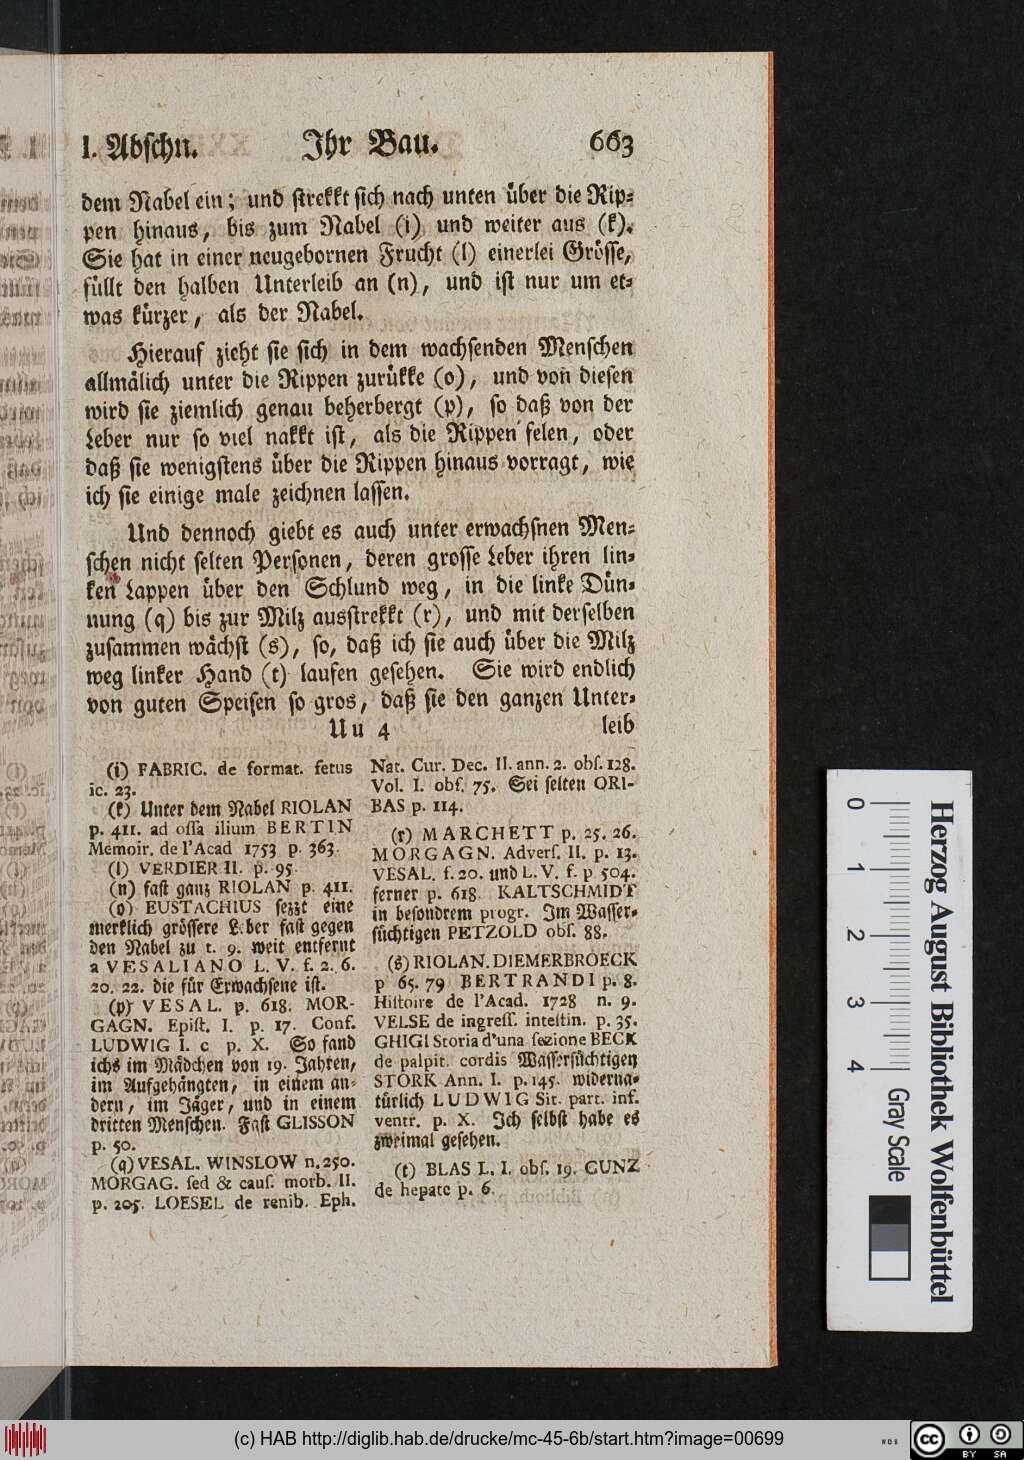 I. Abschn. Ihr Bau. 663
dem Nabel ein; und strekkt sich nach unten über die Rip-
pen hinaus, bis zum Nabel (i) und weiter aus (k).
Sie hat in einer neugebornen Frucht (l) einerlei Grösse,
füllt den halben Unterleib an (n), und ist nur um et-
was kürzer, als der Nabel.
Hierauf zieht sie sich in dem wachsenden Menschen
allmälich unter die Rippen zurükke (o), und von diesen
wird sie ziemlich genau beherbergt (p), so daß von der
Leber nur so viel nakkt ist, als die Rippen felen, oder
daß sie wenigstens über die Rippen hinaus vorragt, wie
ich sie einige male zeichnen lassen.
Und dennoch giebt es auch unter erwachsnen Men-
schen nicht selten Personen, deren grosse Leber ihren lin-
ken Lappen über den Schlund weg, in die linke Dün-
nung (q) bis zur Milz ausstrekkt (r), und mit derselben
zusammen wächst (s), so, daß ich sie auch über die Milz
weg linker Hand (t) laufen gesehen. Sie wird endlich
von guten Speisen so gros, daß sie den ganzen Unter-
Uu 4 leib
(i) FABRIC. de format. fetus
ic. 23.
(k) Unter dem Nabel RIOLAN
p. 411. ad ossa ilium BERTIN
Memoir. de l'Acad 1753 p. 363.
(l) VERDIER II. p. 95.
(n) fast ganz RIOLAN p. 411.
(o) EUSTACHIUS sezzt eine
merklich grössere Leber fast gegen
den Nabel zu t. 9. weit entfernt
a VESALIANO L. V. f. 2. 6.
20. 22. die für Erwachsene ist.
(p) VESAL. p. 618. MOR-
GAGN. Epist. I. p. 17. Conf.
LUDWIG I. c p. X. So fand
ichs im Mädchen von 19. Jahren,
im Aufgehängten, in einem an-
dern, im Jäger, und in einem
dritten Menschen. Fast GLISSON
p. 50.
(q) VESAL. WINSLOW n. 250.
MORGAG. sed & caus. morb. II.
p. 205. LOESEL de renib. Eph.
Nat. Cur. Dec. II. ann. 2. obs. 128.
Vol. I. obs. 75. Sei selten ORI-
BAS p. 114.
(r) MARCHETT p. 25. 26.
MORGAGN. Advers. II. p. 13.
VESAL. f. 20. und L. V. f. p 504.
ferner p. 618. KALTSCHMIDT
in besondrem progr. Im Wasser-
süchtigen PETZOLD obs. 88.
(s) RIOLAN. DIEMERBROECK
p 65. 79 BERTRANDI p. 8.
Histoire de l'Acad. 1728 n. 9.
VELSE de ingress. intestin. p. 35.
GHIGI Storia d'una sezione BECK
de palpit. cordis Wassersüchtigen
STORK Ann. I. p. 145. widerna-
türlich LUDWIG Sit. part. inf.
ventr. p. X. Ich selbst habe es
zweimal gesehen.
(t) BLAS L. I. obs. 19. CUNZ
de hepate p. 6.
0 1 2 3 4 Gray Scale
Herzog August Bibliothek Wolfenbüttel
(c) HAB http://diglib.hab.de/drucke/mc-45-6b/start.htm?image=00699
WDB
cc BY SA